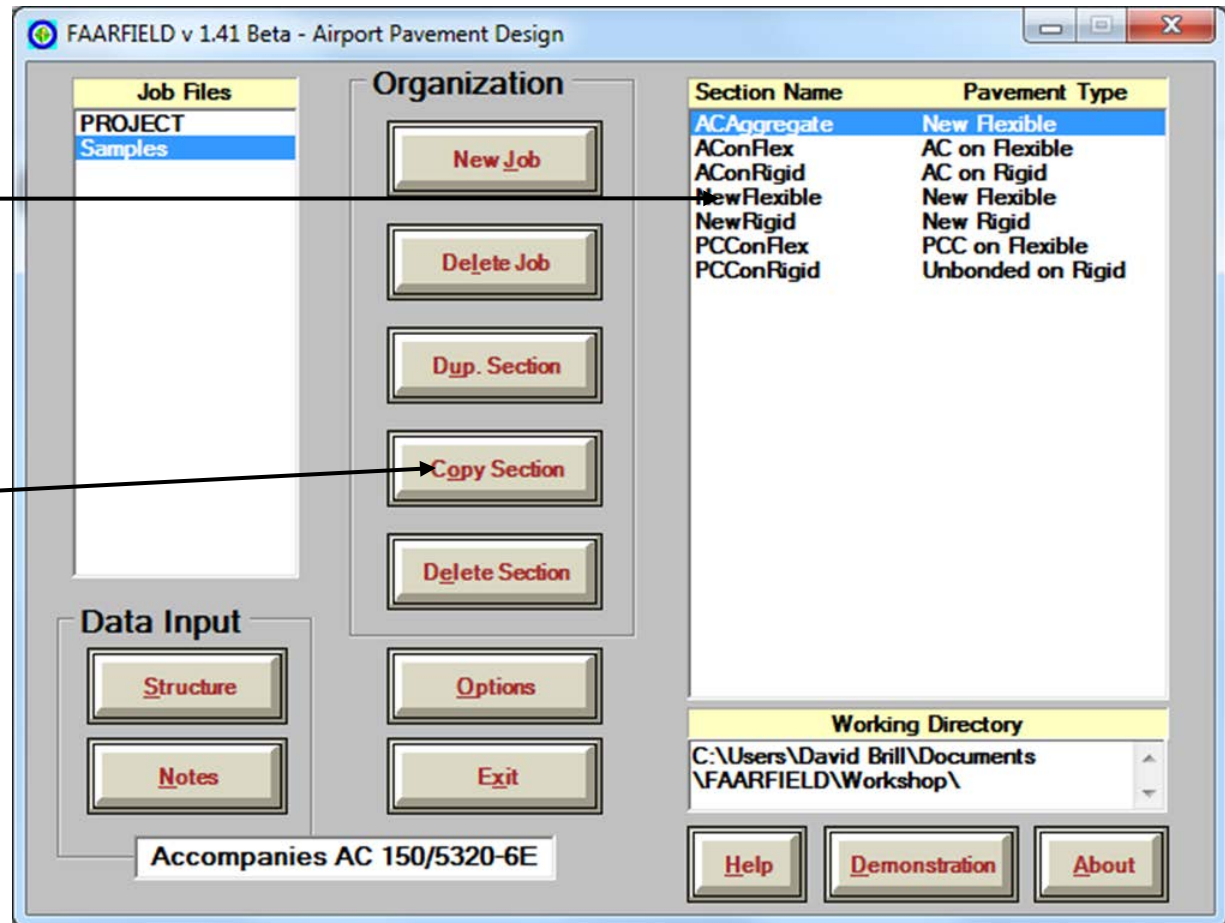 FAARFIELD v 1.41 Beta - Airport Pavement Design
Job Files
PROJECT
Samples
Organization
New Job
Delete Job
Dup. Section
Copy Section
Delete Section
Section Name Pavement Type
ACAggregate New Flexible
AConFlex AC on Flexible
AConRigid AC on Rigid
NewFlexible New Flexible
NewRigid New Rigid
PCConFlex PCC on Flexible
PCConRigid Unbonded on Rigid
Data Input
Structure
Notes
Options
Exit
Accompanies AC 150/5320-6E
Working Directory
C:\Users\David Brill\Documents
\FAARFIELD\Workshop\
Help
Demonstration
About